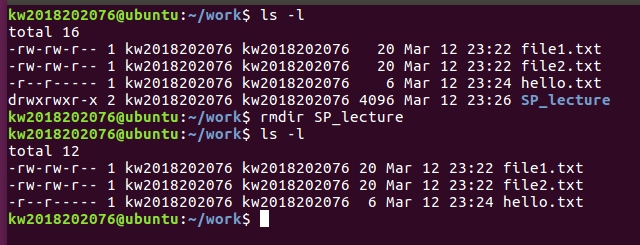 kw2018202076@ubuntu:~/work$ ls -l
total 16
-rw-rw-r-- 1 kw2018202076 kw2018202076   20 Mar 12 23:22 file1.txt
-rw-rw-r-- 1 kw2018202076 kw2018202076   20 Mar 12 23:22 file2.txt
-r--r----- 1 kw2018202076 kw2018202076    6 Mar 12 23:24 hello.txt
drwxrwxr-x 2 kw2018202076 kw2018202076 4096 Mar 12 23:26 SP_lecture
kw2018202076@ubuntu:~/work$ rmdir SP_lecture
kw2018202076@ubuntu:~/work$ ls -l
total 12
-rw-rw-r-- 1 kw2018202076 kw2018202076 20 Mar 12 23:22 file1.txt
-rw-rw-r-- 1 kw2018202076 kw2018202076 20 Mar 12 23:22 file2.txt
-r--r----- 1 kw2018202076 kw2018202076  6 Mar 12 23:24 hello.txt
kw2018202076@ubuntu:~/work$